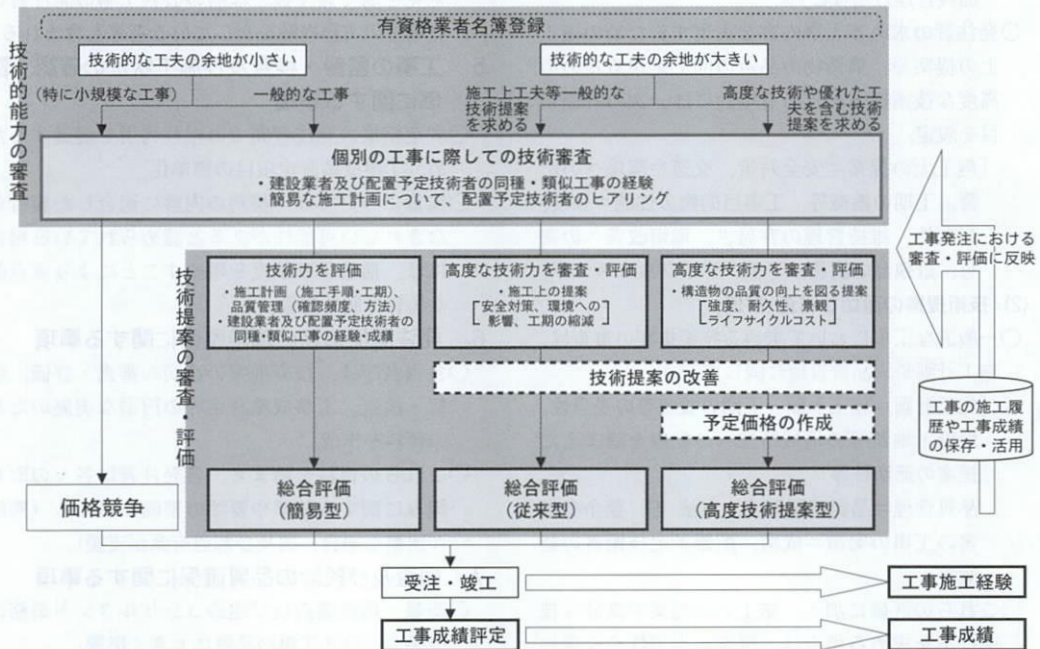 有資格業者名簿登録
技術的能力の審査
技術的な工夫の余地が小さい
技術的な工夫の余地が大きい
(特に小規模な工事)
一般的な工事
施工上工夫等一般的な
技術提案
を求める
高度な技術や優れた工
夫を含む技術
提案を求める
個別の工事に際しての技術審査
・建設業者及び配置予定技術者の同種・類似工事の経験
・簡易な施工計画について、配置予定技術者のヒアリング
工事発注における
審査・評価に反映
技術提案の審査・評価
技術力を評価
・施工計画(施工手順・工期、
品質管理(確認頻度、方法)
・建設業者及び配置予定技術者の
同種・類似工事の経験・成績
高度な技術力を審査・評価
・施工上の提案
安全対策、環境への
影響、工期の縮減
高度な技術力を審査・評価
・構造物の品質の向上を図る提案
強度、耐久性、景観
ライフサイクルコスト
技術提案の改善
予定価格の作成
工事の施工履
歴や工事成績
の保存・活用
価格競争
総合評価
(簡易型)
総合評価
(従来型)
総合評価
(高度技術提案型)
受注・竣工
工事施工経験
工事成績評定
工事成績